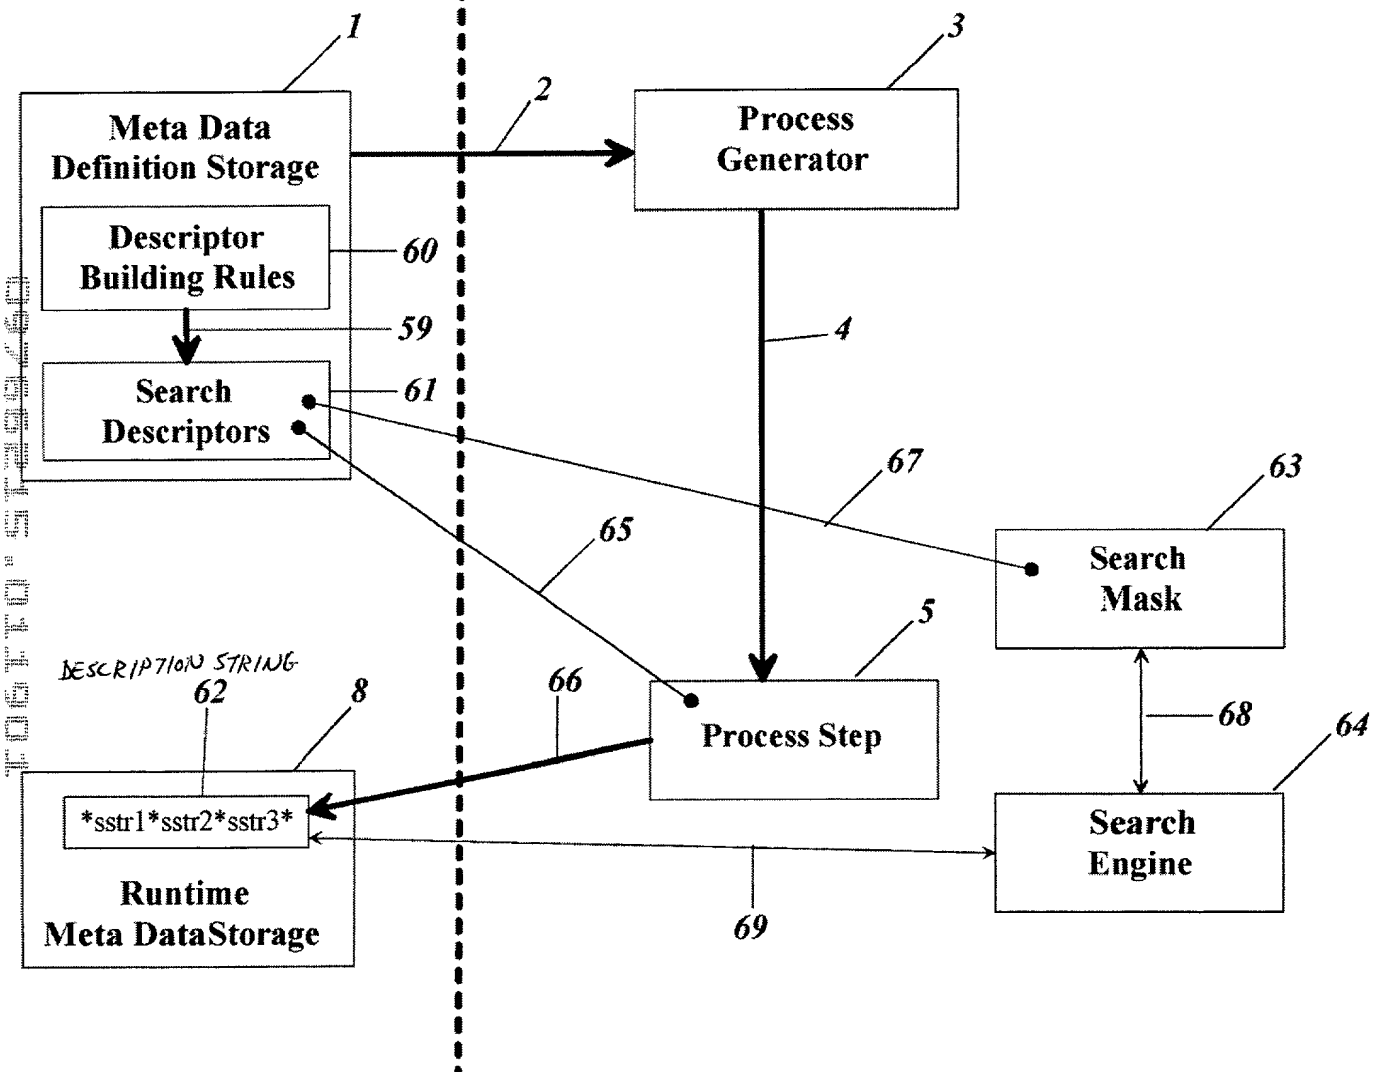 1
3
2
Meta Data
Definition Storage
Process
Generator
Descriptor
Building Rules
60
59
4
Search
Descriptors
61
67
63
65
Search
Mask
5
DESCRIPTION STRING
62
8
66
68
64
Process Step
*sstr1*sstr2*sstr3*
Search
Engine
Runtime
Meta DataStorage
69